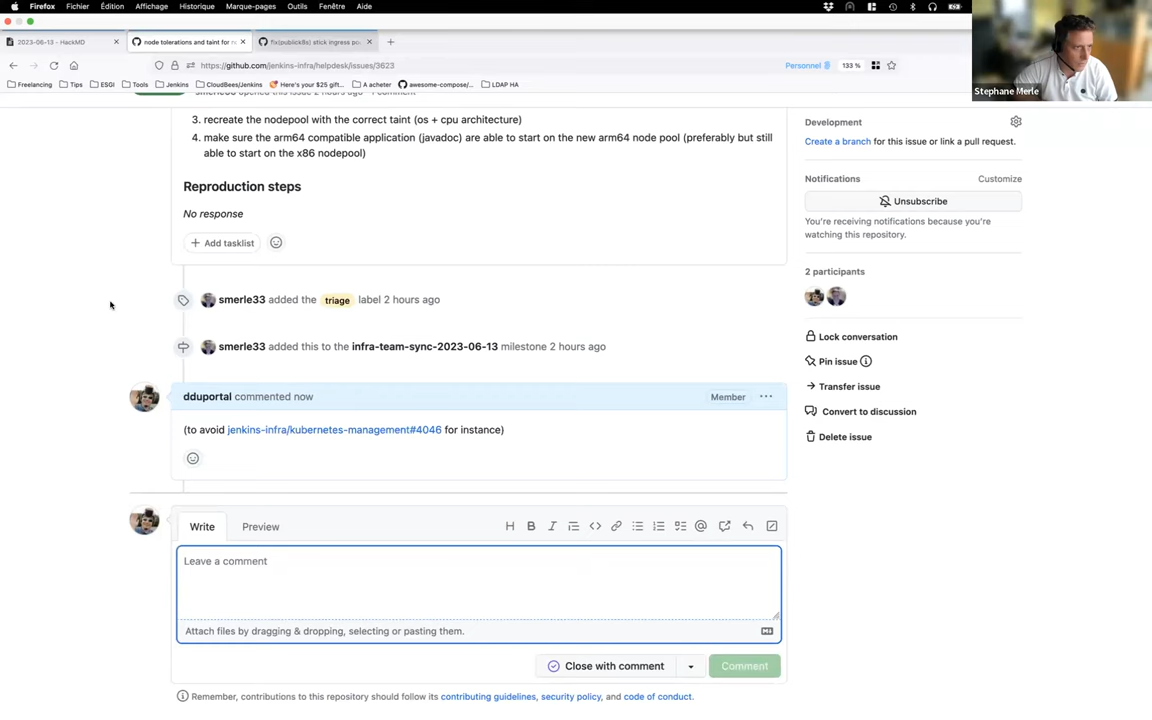 Firefox Fichier Édition Affichage Historique Marque-pages Outils Fenêtre Aide
2023-06-13 - HackMD
node tolerations and taint for n
fix(publick8s) stick ingress po
https://github.com/jenkins-infra/helpdesk/issues/3623
Personnel
133 %
Freelancing Tips ESGI Tools Jenkins CloudBees/Jenkins Here's your $25 gift... A acheter awesome-compose/... LDAP HA
Stephane Merle
smerle33 opened this issue 2 hours ago · 1 comment
3. recreate the nodepool with the correct taint (os + cpu architecture)
4. make sure the arm64 compatible application (javadoc) are able to start on the new arm64 node pool (preferably but still
able to start on the x86 nodepool)
Reproduction steps
No response
Add tasklist
smerle33 added the triage label 2 hours ago
smerle33 added this to the infra-team-sync-2023-06-13 milestone 2 hours ago
dduportal commented now
Member
(to avoid jenkins-infra/kubernetes-management#4046 for instance)
Write
Preview
Leave a comment
Attach files by dragging & dropping, selecting or pasting them.
Close with comment
Comment
Remember, contributions to this repository should follow its contributing guidelines, security policy, and code of conduct.
Development
Create a branch for this issue or link a pull request.
Notifications
Customize
Unsubscribe
You're receiving notifications because you're
watching this repository.
2 participants
Lock conversation
Pin issue
Transfer issue
Convert to discussion
Delete issue